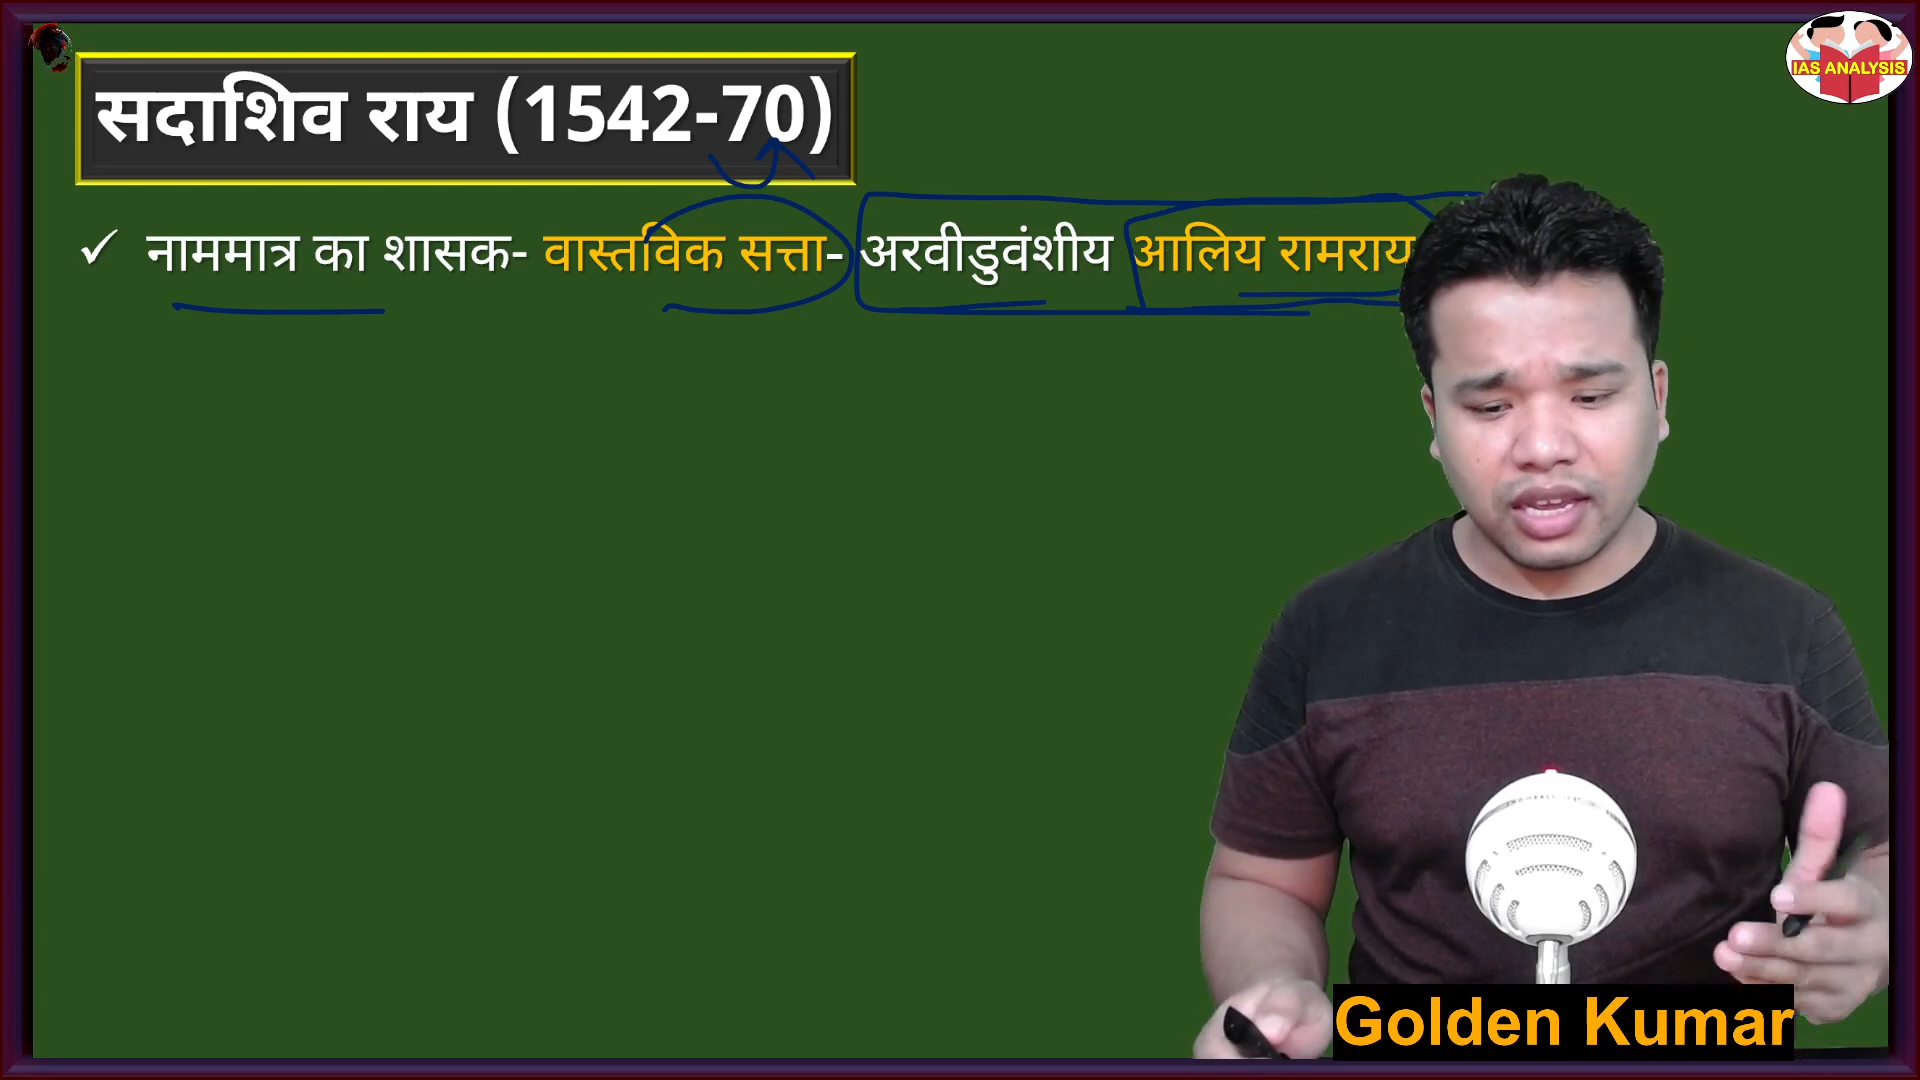 IAS ANALYSIS
सदाशिव राय (1542-70)
✓ नाममात्र का शासक- वास्तविक सत्ता- अरवीडुवंशीय आलिय रामराय
Golden Kumar